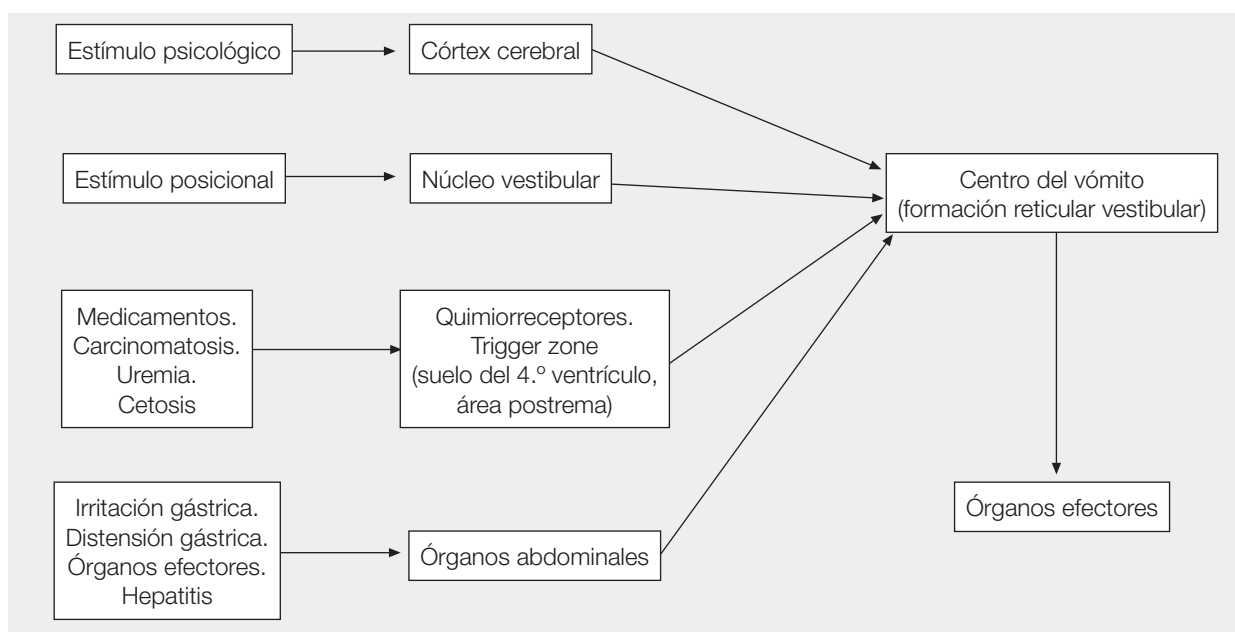 Estímulo psicológico
Córtex cerebral
Estímulo posicional
Núcleo vestibular
Centro del vómito
(formación reticular vestibular)
Medicamentos.
Carcinomatosis.
Uremia.
Cetosis
Quimiorreceptores.
Trigger zone
(suelo del 4.º ventrículo,
área postrema)
Irritación gástrica.
Distensión gástrica.
Órganos efectores.
Hepatitis
Órganos abdominales
Órganos efectores